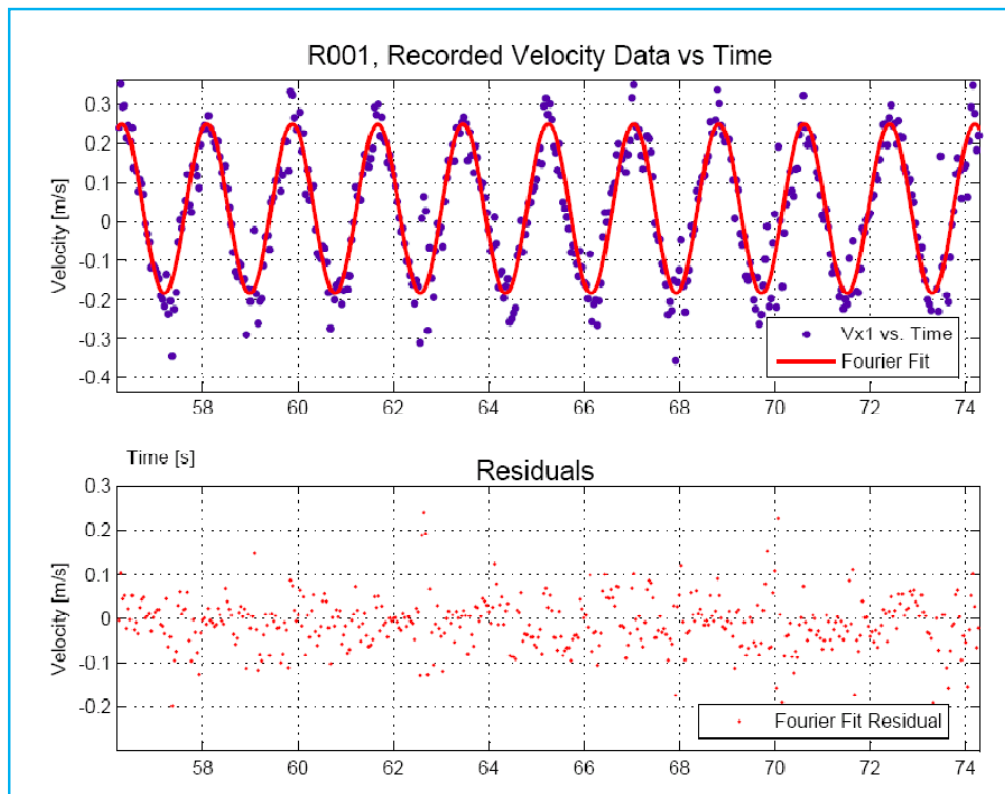 R001, Recorded Velocity Data vs Time
Velocity [m/s]
0.3
0.2
0.1
0
-0.1
-0.2
-0.3
-0.4
Vx1 vs. Time
Fourier Fit
58 60 62 64 66 68 70 72 74
Time [s]
Residuals
Velocity [m/s]
0.3
0.2
0.1
0
-0.1
-0.2
Fourier Fit Residual
58 60 62 64 66 68 70 72 74